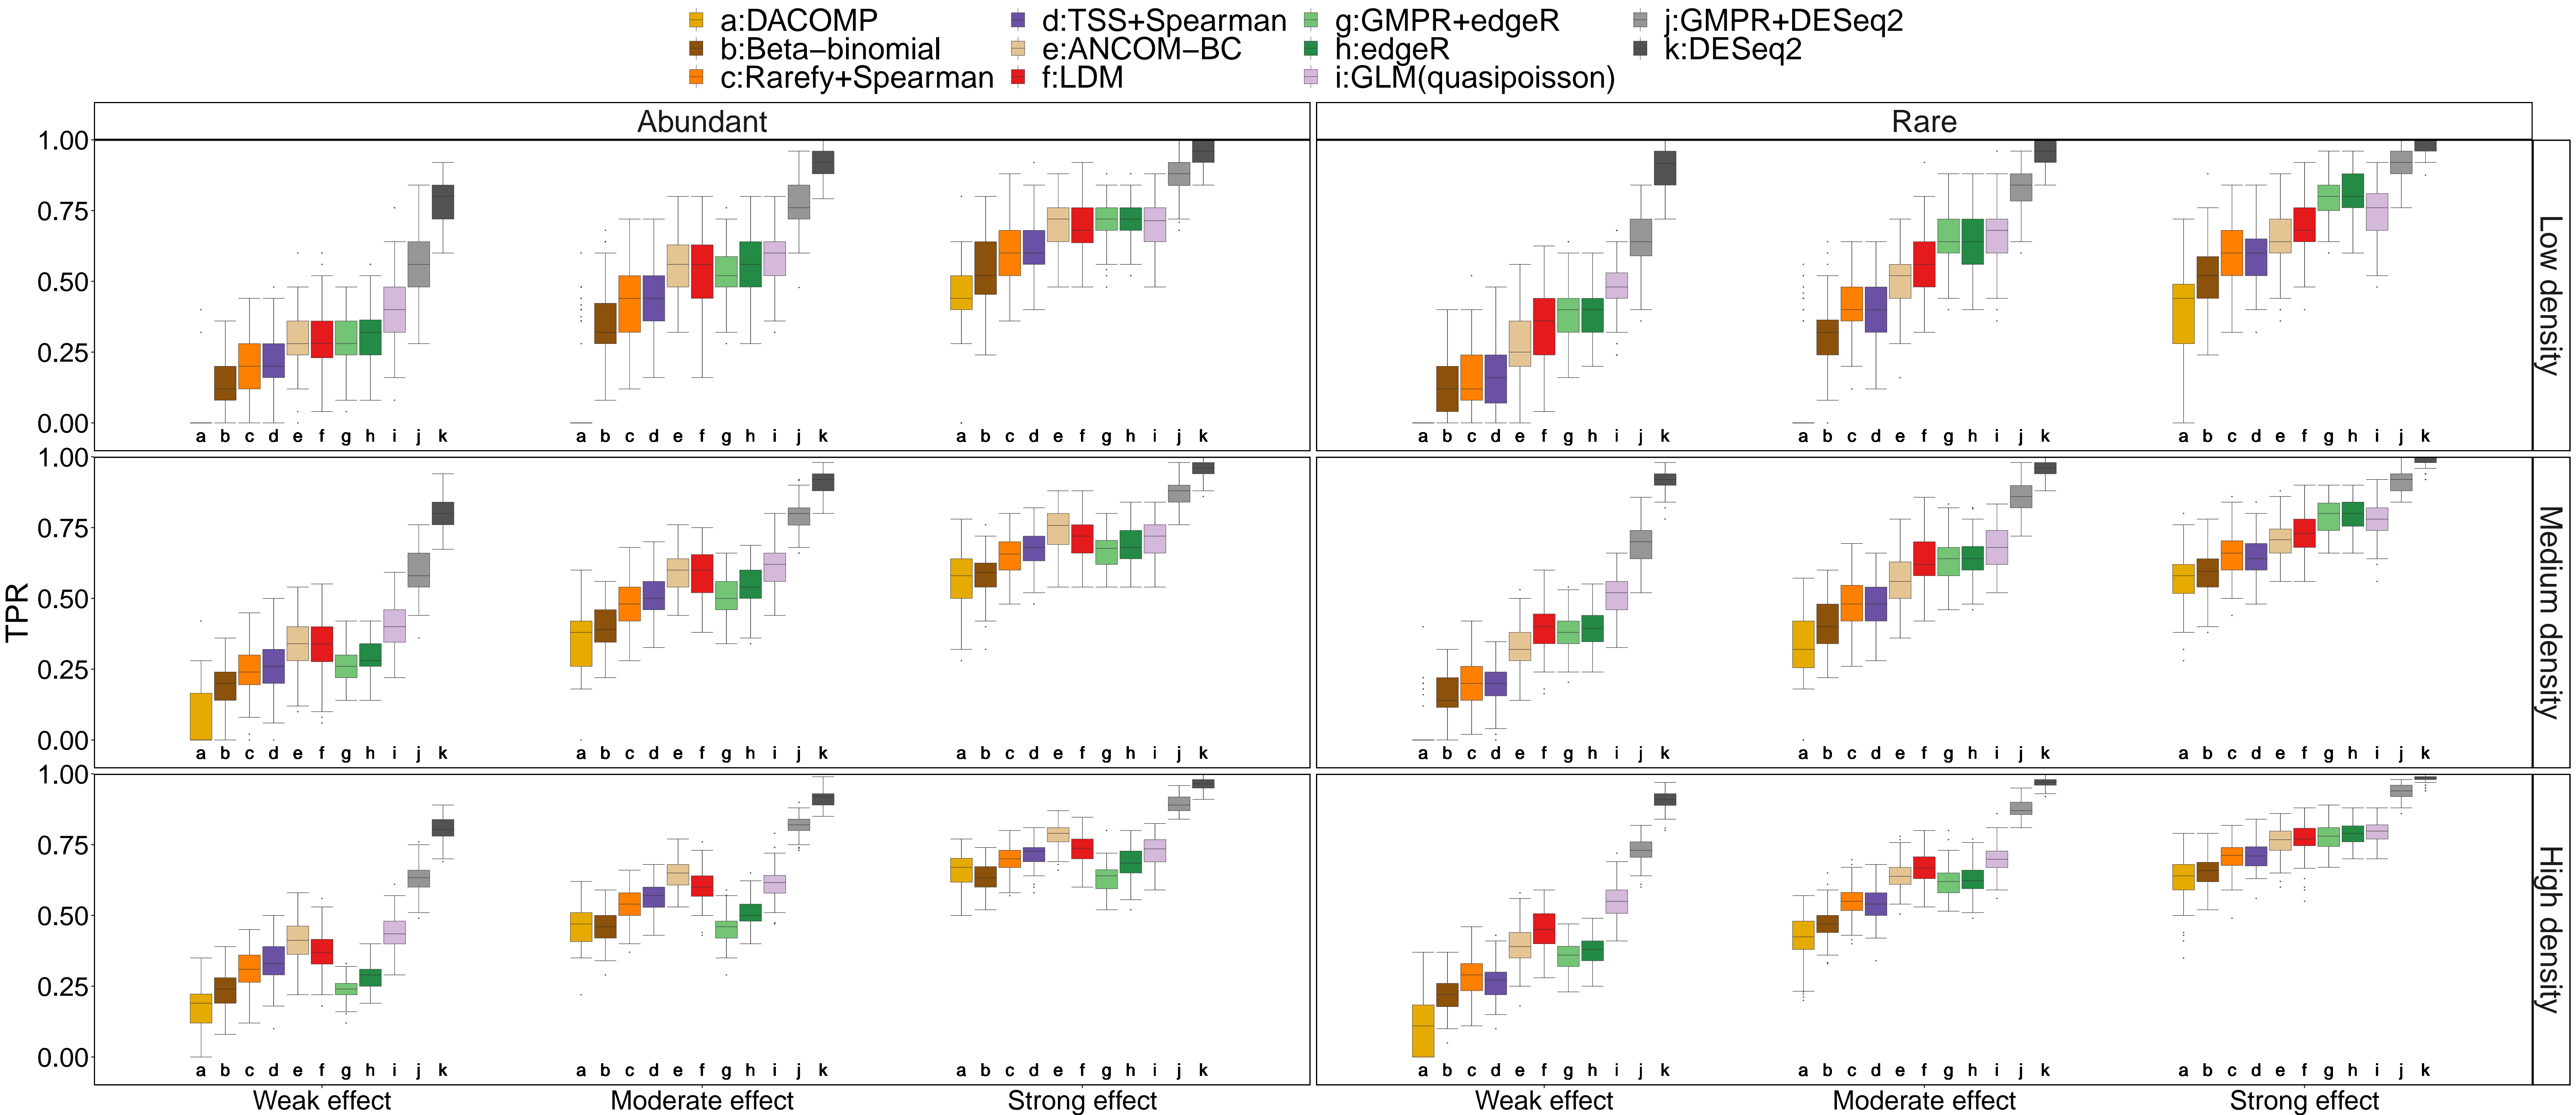 a:DACOMP d:TSS+Spearman g:GMPR+edgeR j:GMPR+DESeq2
b:Beta−binomial e:ANCOM−BC h:edgeR k:DESeq2
c:Rarefy+Spearman f:LDM i:GLM(quasipoisson)
Abundant Rare
1.00
0.75
0.50
0.25
0.00
a b c d e f g h i j k a b c d e f g h i j k a b c d e f g h i j k
a b c d e f g h i j k a b c d e f g h i j k a b c d e f g h i j k
Low density
TPR
1.00
0.75
0.50
0.25
0.00
a b c d e f g h i j k a b c d e f g h i j k a b c d e f g h i j k
a b c d e f g h i j k a b c d e f g h i j k a b c d e f g h i j k
Medium density
1.00
0.75
0.50
0.25
0.00
a b c d e f g h i j k a b c d e f g h i j k a b c d e f g h i j k
a b c d e f g h i j k a b c d e f g h i j k a b c d e f g h i j k
High density
Weak effect Moderate effect Strong effect Weak effect Moderate effect Strong effect